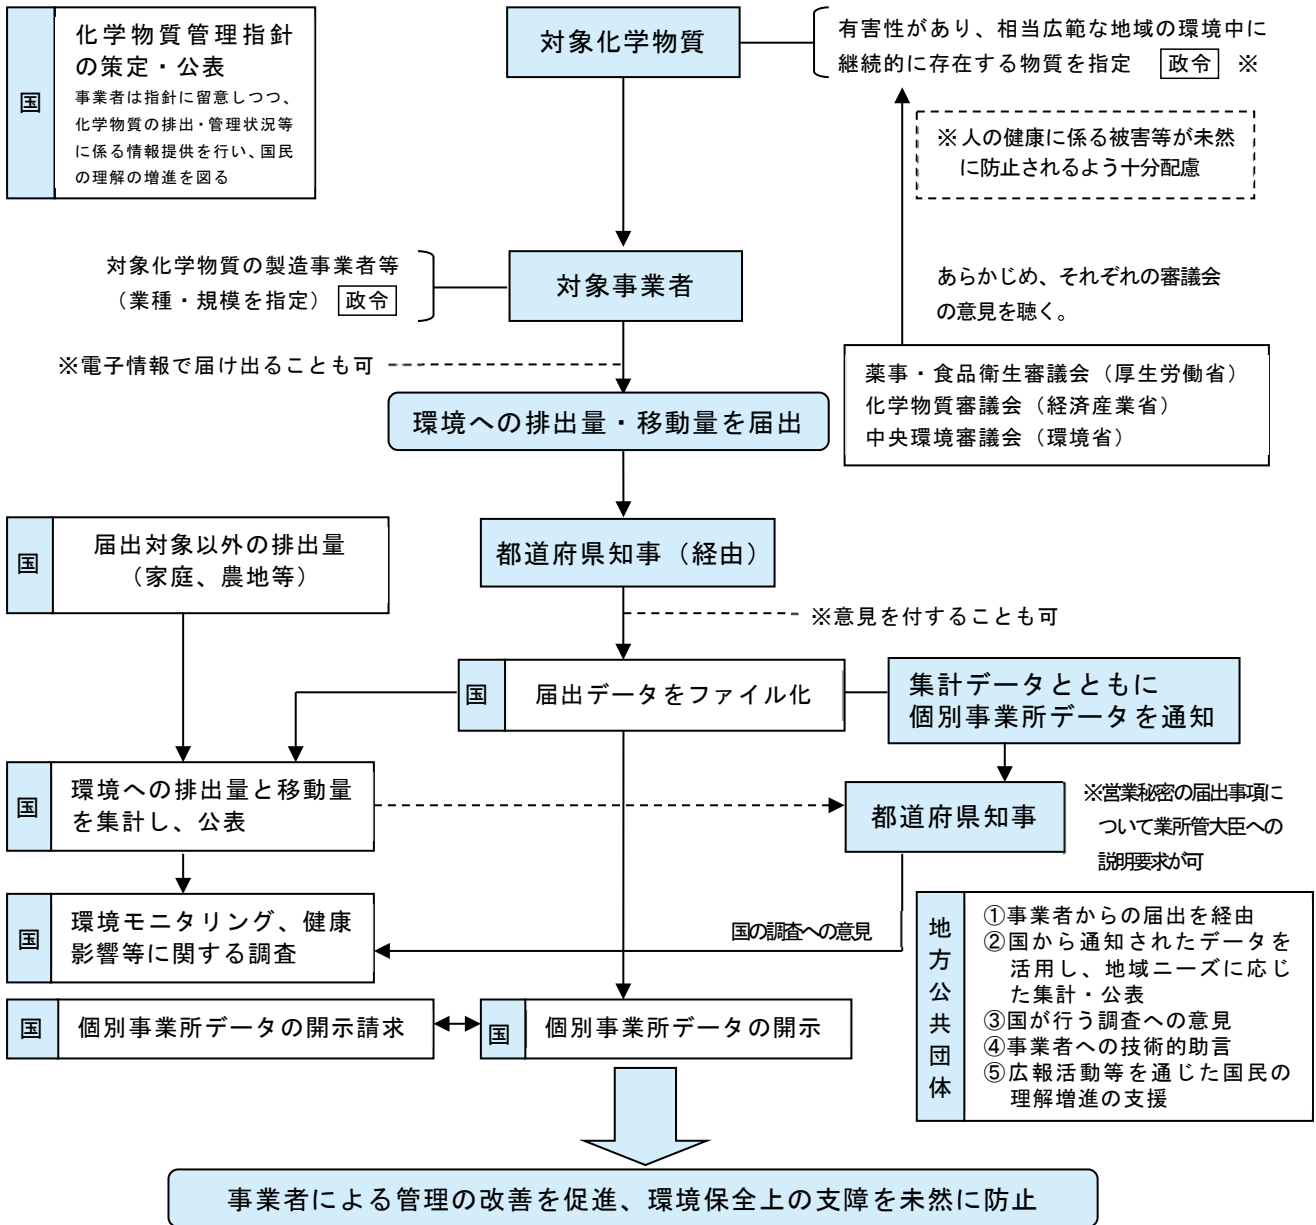 国
化学物質管理指針
の策定・公表
事業者は指針に留意しつつ、
化学物質の排出・管理状況等
に係る情報提供を行い、国民
の理解の増進を図る
対象化学物質
有害性があり、相当広範な地域の環境中に
継続的に存在する物質を指定 政令 ※
※人の健康に係る被害等が未然
に防止されるよう十分配慮
対象化学物質の製造事業者等
（業種・規模を指定） 政令
対象事業者
あらかじめ、それぞれの審議会
の意見を聴く。
※電子情報で届け出ることも可
薬事・食品衛生審議会（厚生労働省）
化学物質審議会（経済産業省）
中央環境審議会（環境省）
環境への排出量・移動量を届出
国
届出対象以外の排出量
（家庭、農地等）
都道府県知事（経由）
※意見を付することも可
国
届出データをファイル化
集計データとともに
個別事業所データを通知
国
環境への排出量と移動量
を集計し、公表
都道府県知事
※営業秘密の届出事項に
ついて業所管大臣への
説明要求が可
国
環境モニタリング、健康
影響等に関する調査
国の調査への意見
地方公共団体
①事業者からの届出を経由
②国から通知されたデータを
活用し、地域ニーズに応じ
た集計・公表
③国が行う調査への意見
④事業者への技術的助言
⑤広報活動等を通じた国民の
理解増進の支援
国
個別事業所データの開示請求
国
個別事業所データの開示
事業者による管理の改善を促進、環境保全上の支障を未然に防止